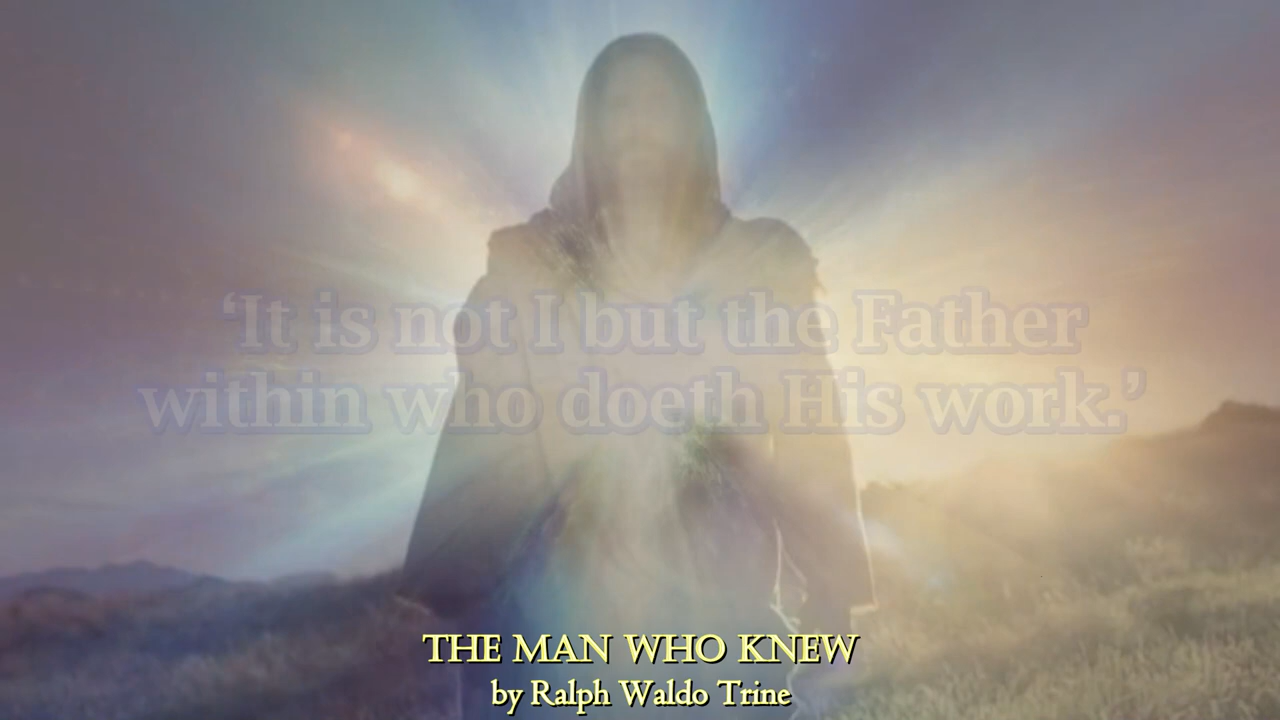 ‘It is not I but the Father
within who doeth His work.’
THE MAN WHO KNEW
by Ralph Waldo Trine